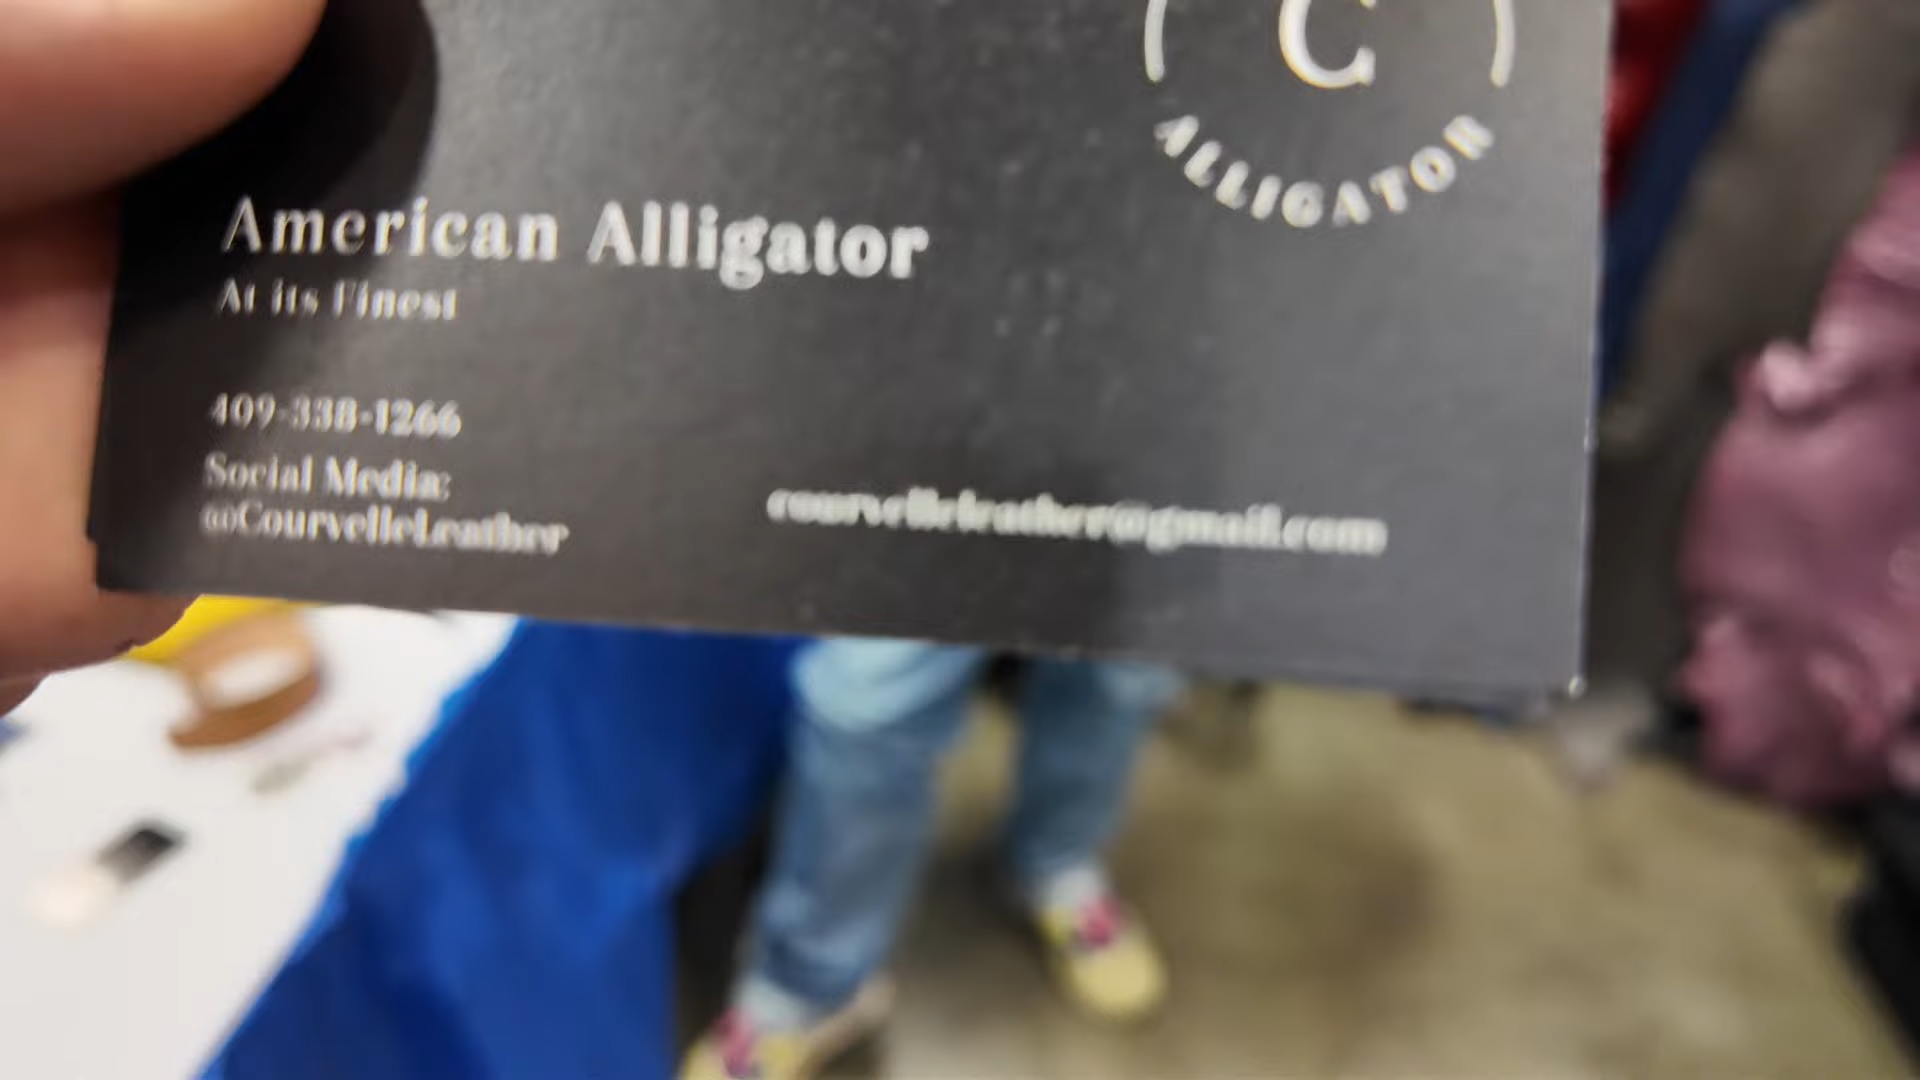 C
ALLIGATOR
American Alligator
At its Finest
409-338-1266
Social Media:
@CourvelleLeather
courvelleleather@gmail.com